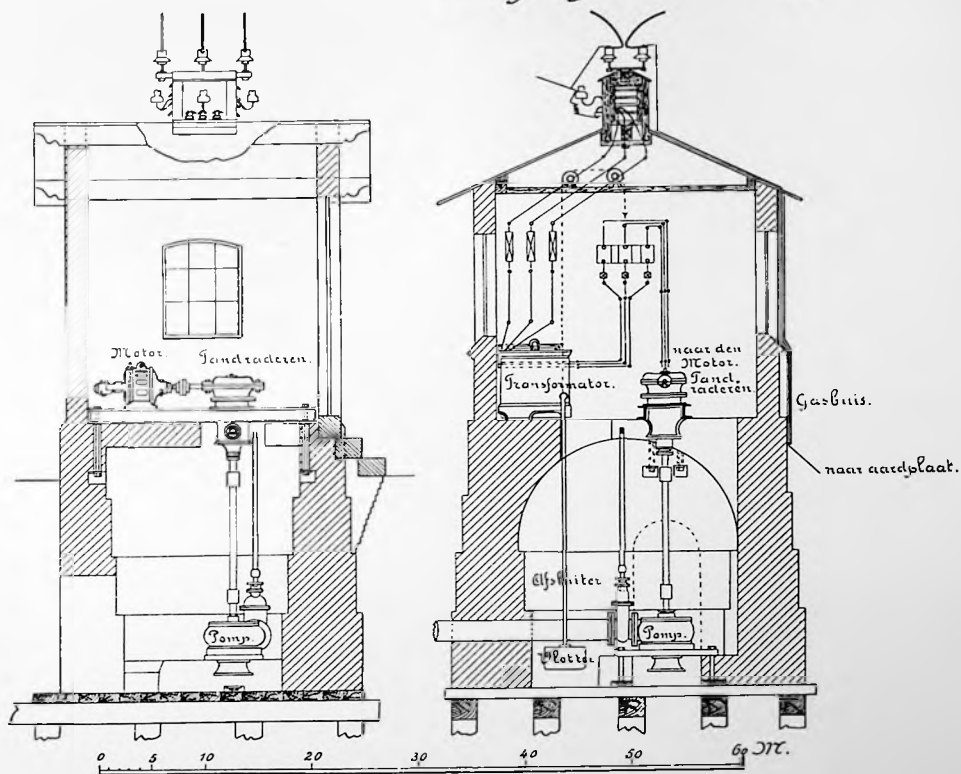 Motor.
Tandraderen.
Pomp.
Transformator.
naar den
Motor.
Tand
raderen.
Gasbuis.
naar aardplaat.
Afsluiter
Pomp.
Vlotter
0 5 10 20 30 40 50 60 M.